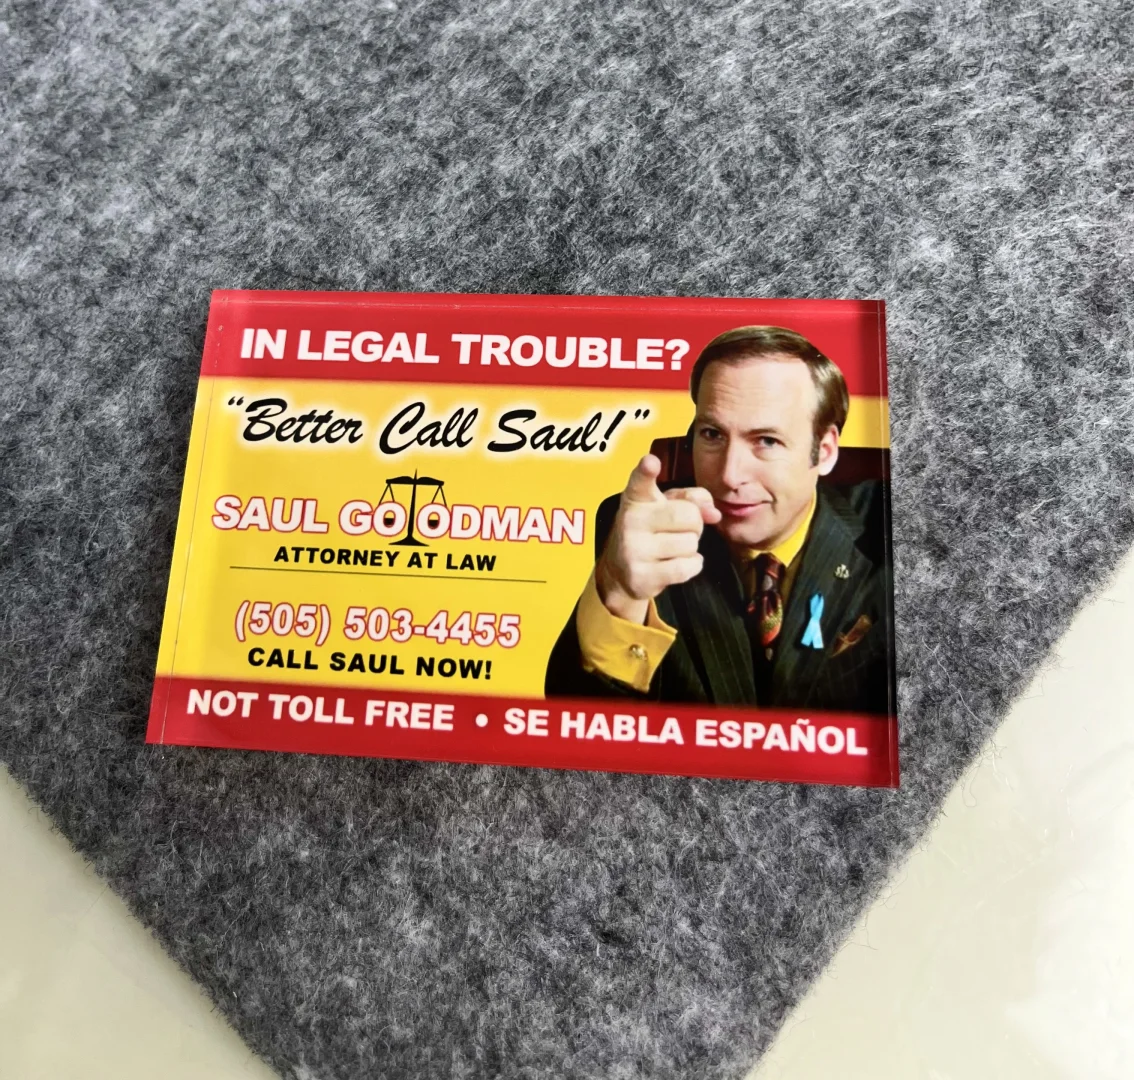 IN LEGAL TROUBLE?
“Better Call Saul!”
SAUL GOODMAN
ATTORNEY AT LAW
(505) 503-4455
CALL SAUL NOW!
NOT TOLL FREE • SE HABLA ESPAÑOL